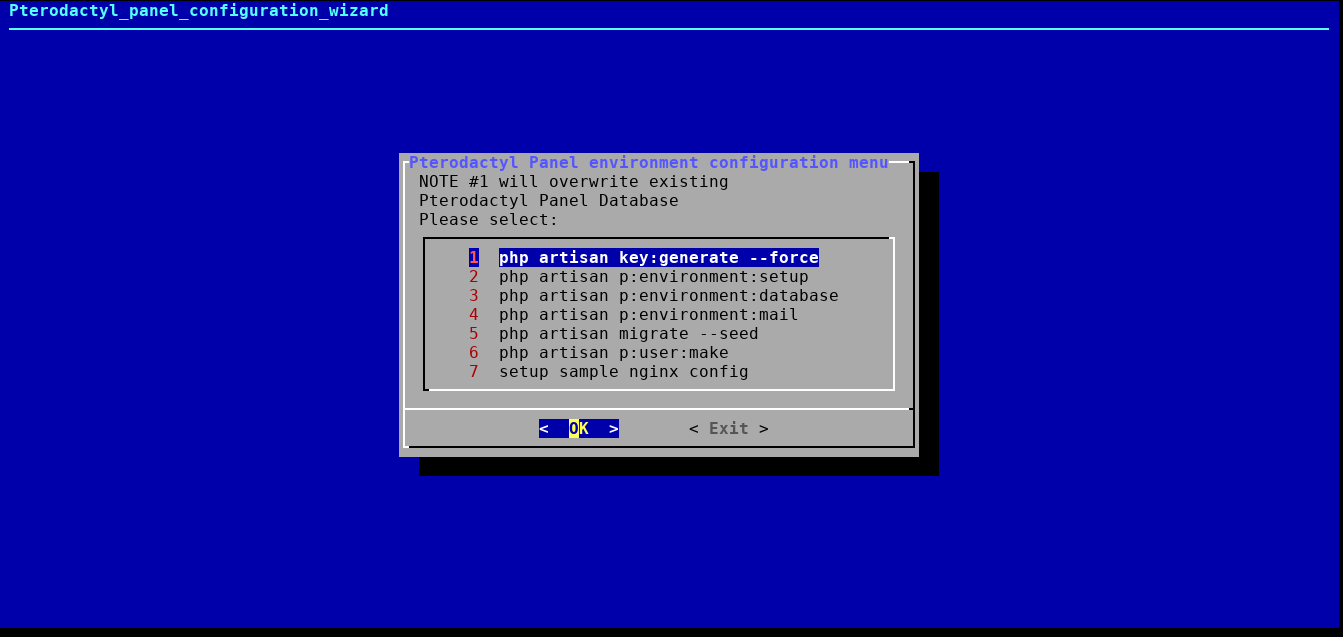 Pterodactyl_panel_configuration_wizard
Pterodactyl Panel environment configuration menu
NOTE #1 will overwrite existing
Pterodactyl Panel Database
Please select:
1 php artisan key:generate --force
2 php artisan p:environment:setup
3 php artisan p:environment:database
4 php artisan p:environment:mail
5 php artisan migrate --seed
6 php artisan p:user:make
7 setup sample nginx config
< OK > < Exit >